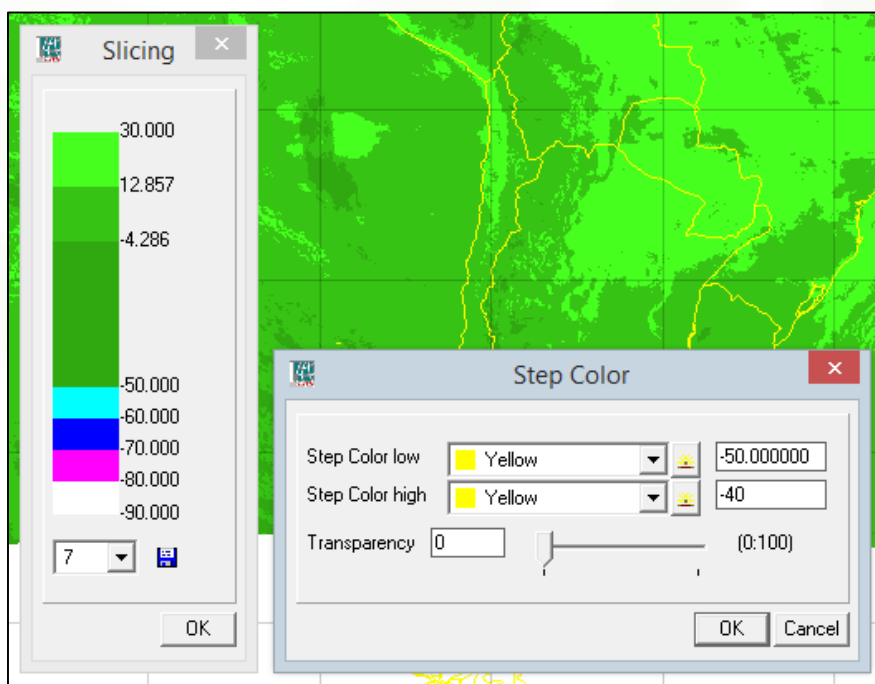 Slicing
30.000
12.857
-4.286
-50.000
-60.000
-70.000
-80.000
-90.000
7
OK
Step Color
Step Color low Yellow -50.000000
Step Color high Yellow -40
Transparency 0 (0:100)
OK Cancel